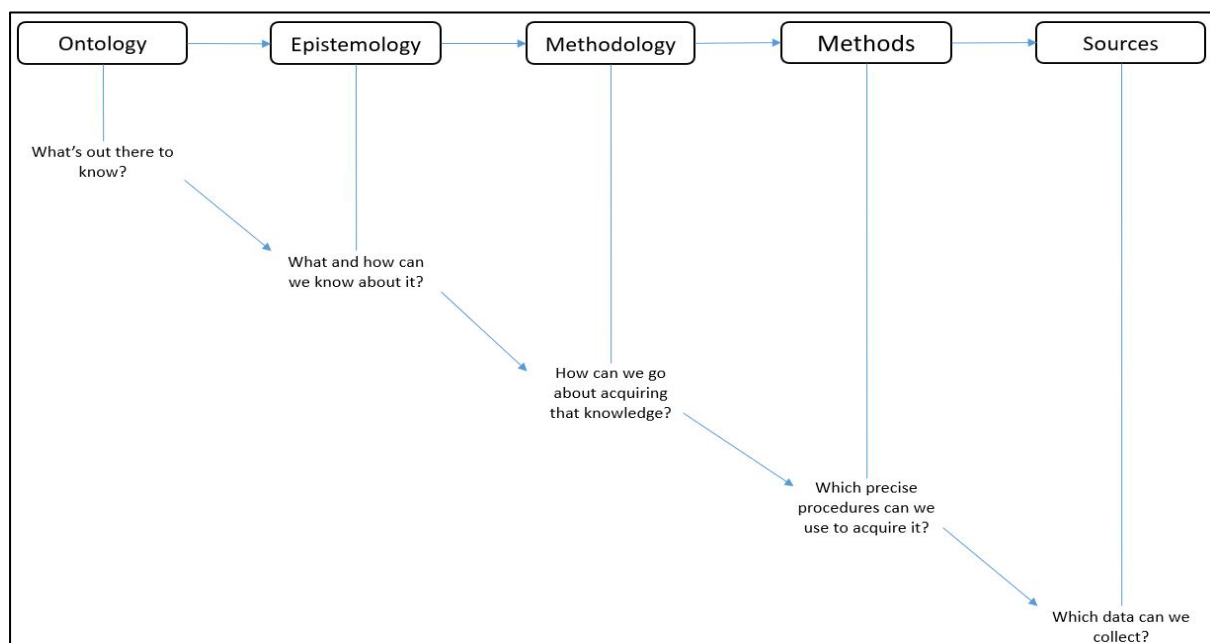 Ontology
Epistemology
Methodology
Methods
Sources
What’s out there to
know?
What and how can
we know about it?
How can we go
about acquiring
that knowledge?
Which precise
procedures can we
use to acquire it?
Which data can we
collect?